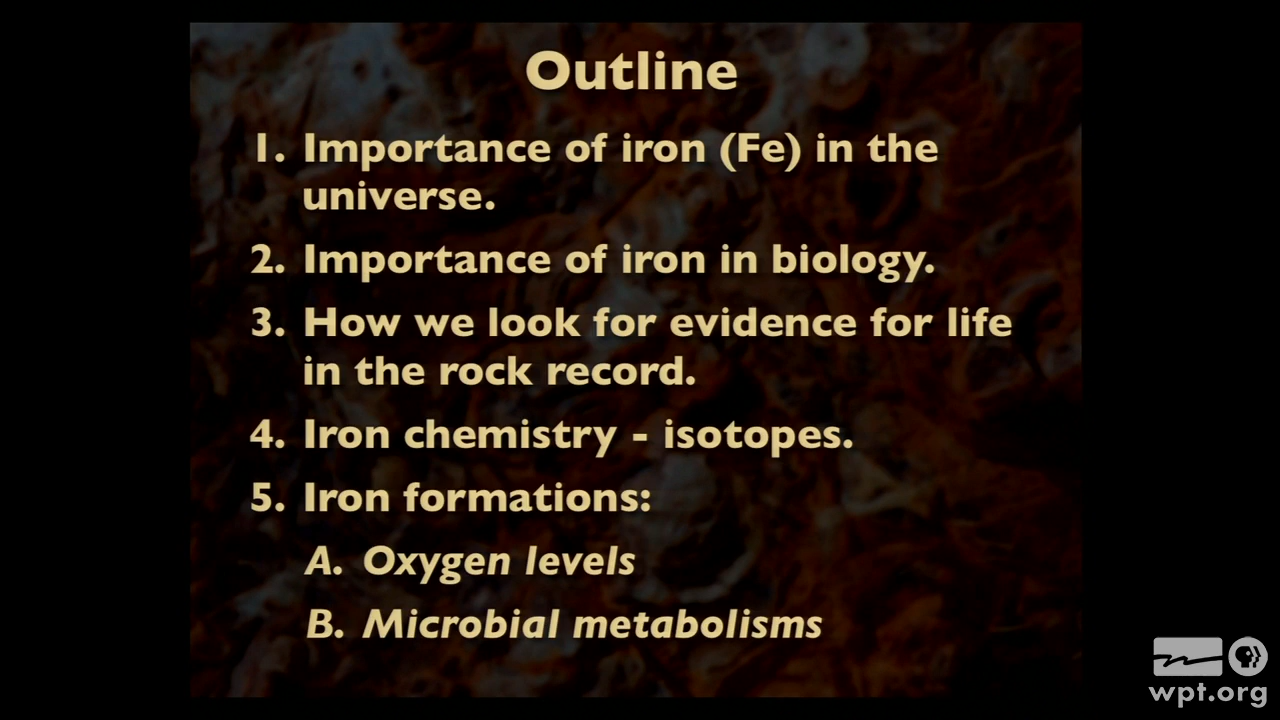 Outline
1. Importance of iron (Fe) in the
universe.
2. Importance of iron in biology.
3. How we look for evidence for life
in the rock record.
4. Iron chemistry - isotopes.
5. Iron formations:
A. Oxygen levels
B. Microbial metabolisms
wpt.org